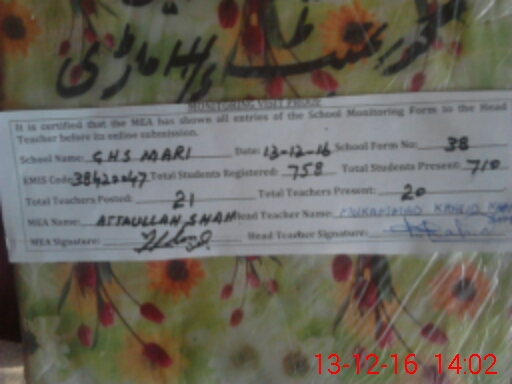 ماڑی
MONITORING VISIT PROOF
It is certified that the MEA has shown all entries of the School Monitoring Form to the Head
Teacher before its online submission.
School Name: GHS MARI Date: 13-12-16 School Form No: 38
EMIS Code: 38420047 Total Students Registered: 758 Total Students Present: 710
Total Teachers Posted: 21 Total Teachers Present: 20
MEA Name: ATTAULLAH SHAH Head Teacher Name: MUHAMMAD KHALID
MEA Signature: Head Teacher Signature:
13-12-16 14:02